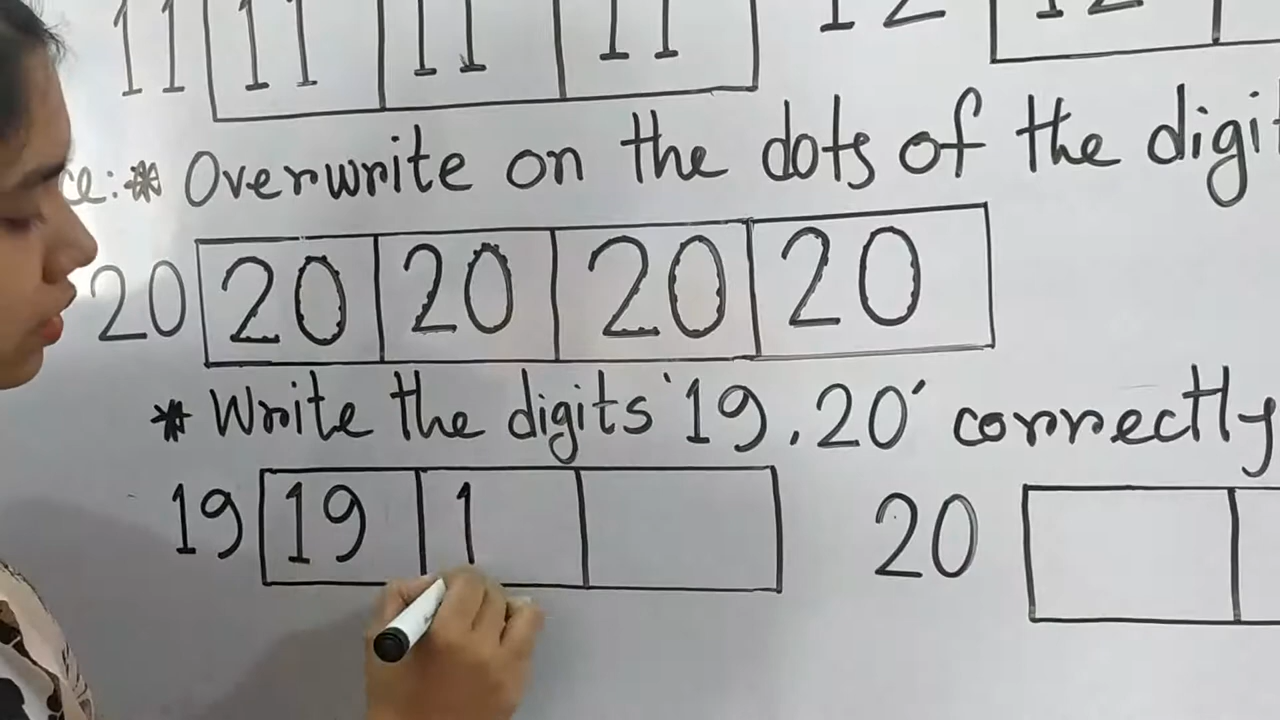 11 11 11 11 12 12
Overwrite on the dots of the
20 20 20 20 20
* Write the digits '19, 20' correctly
19 19 1 20